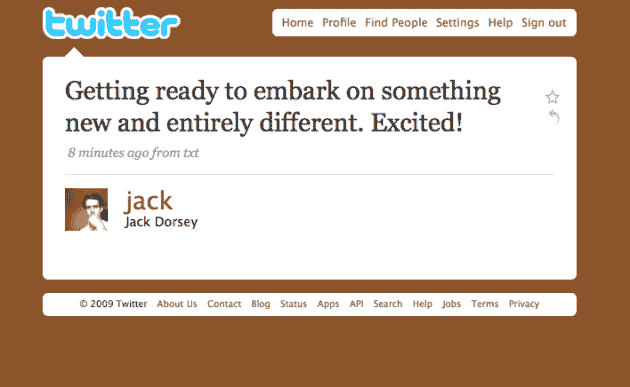 twitter
Home Profile Find People Settings Help Sign out
Getting ready to embark on something
new and entirely different. Excited!
8 minutes ago from txt
jack
Jack Dorsey
© 2009 Twitter About Us Contact Blog Status Apps API Search Help Jobs Terms Privacy